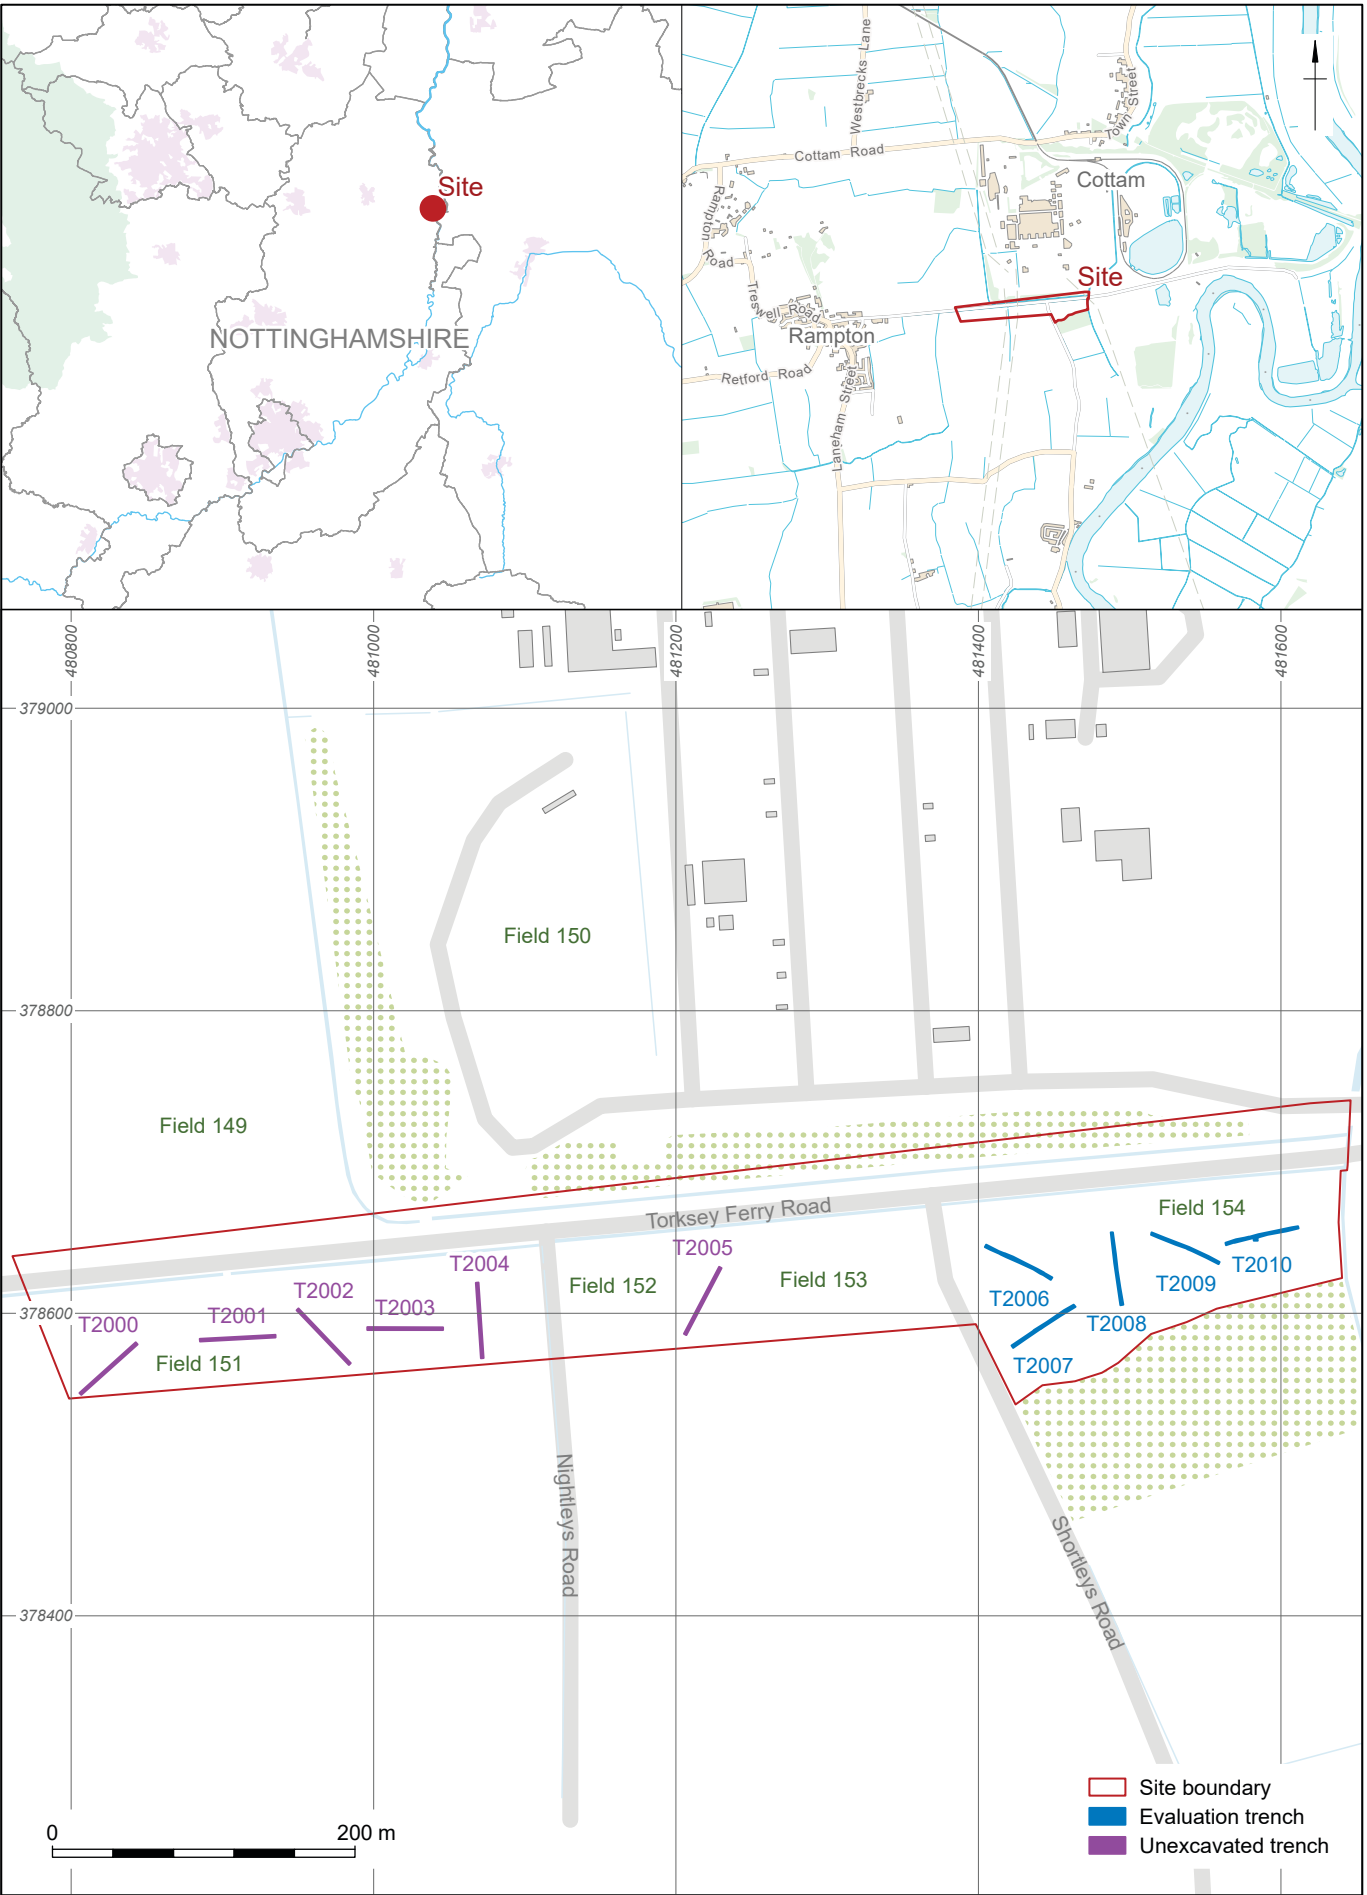 Site
NOTTINGHAMSHIRE
Westbrecks Lane
Town Street
Cottam Road
Cottam
Rampton
Road
Site
Treswell Road
Rampton
Retford Road
Laneham Street
480800
481000
481200
481400
481600
379000
Field 150
378800
Field 149
Field 154
Torksey Ferry Road
T2005
T2004
T2010
Field 152
Field 153
T2009
T2002
T2006
T2003
T2001
378600
T2000
T2008
Field 151
T2007
Nightleys Road
Shortleys Road
378400
Site boundary
Evaluation trench
Unexcavated trench
0
200 m